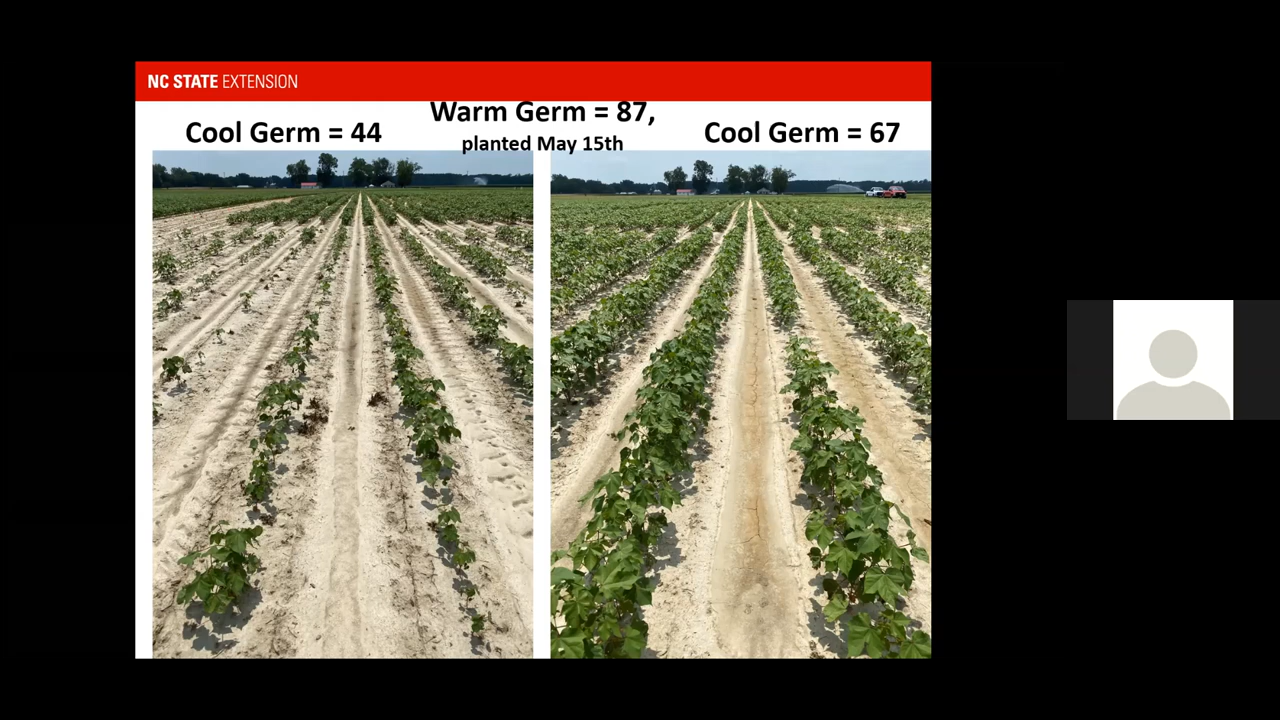 NC STATE EXTENSION
Cool Germ = 44
Warm Germ = 87,
planted May 15th
Cool Germ = 67